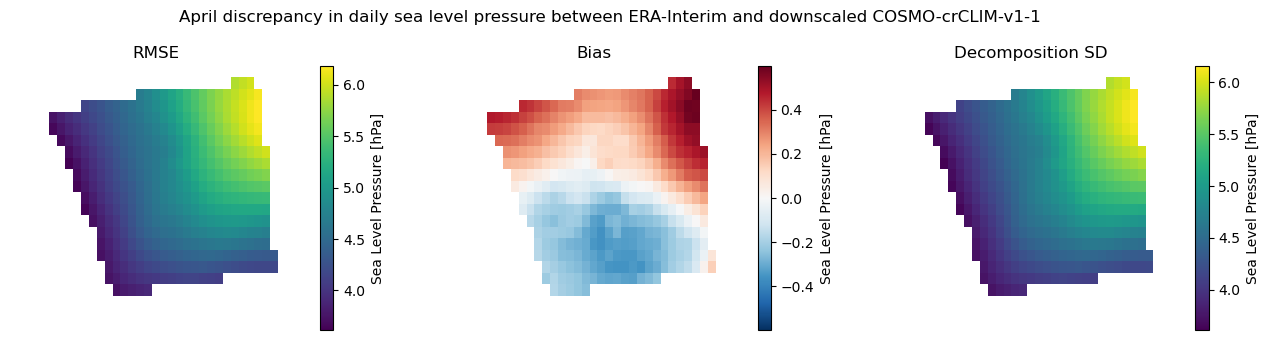 April discrepancy in daily sea level pressure between ERA-Interim and downscaled COSMO-crCLIM-v1-1
RMSE
6.0
5.5
5.0
4.5
4.0
Sea Level Pressure [hPa]
Bias
0.4
0.2
0.0
−0.2
−0.4
Sea Level Pressure [hPa]
Decomposition SD
6.0
5.5
5.0
4.5
4.0
Sea Level Pressure [hPa]